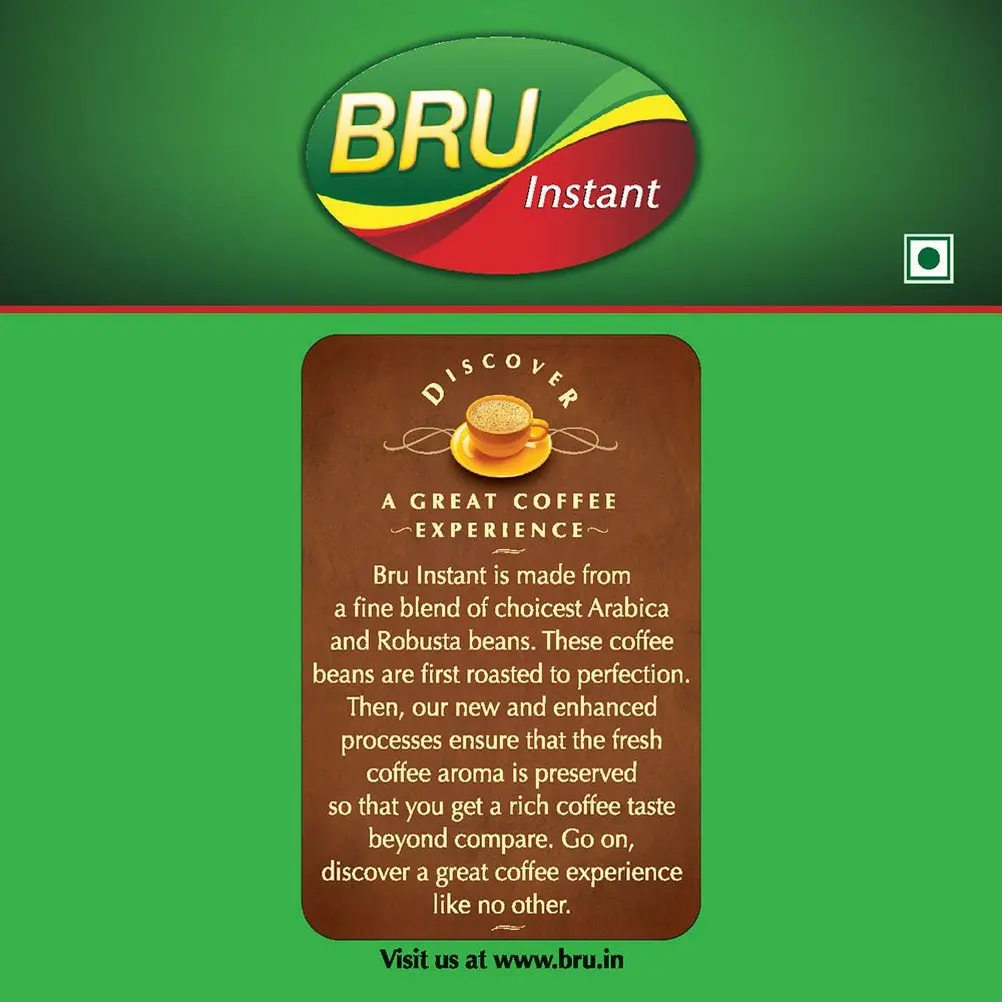 BRU
Instant
DISCOVER
A GREAT COFFEE
~EXPERIENCE~
Bru Instant is made from
a fine blend of choicest Arabica
and Robusta beans. These coffee
beans are first roasted to perfection.
Then, our new and enhanced
processes ensure that the fresh
coffee aroma is preserved
so that you get a rich coffee taste
beyond compare. Go on,
discover a great coffee experience
like no other.
Visit us at www.bru.in